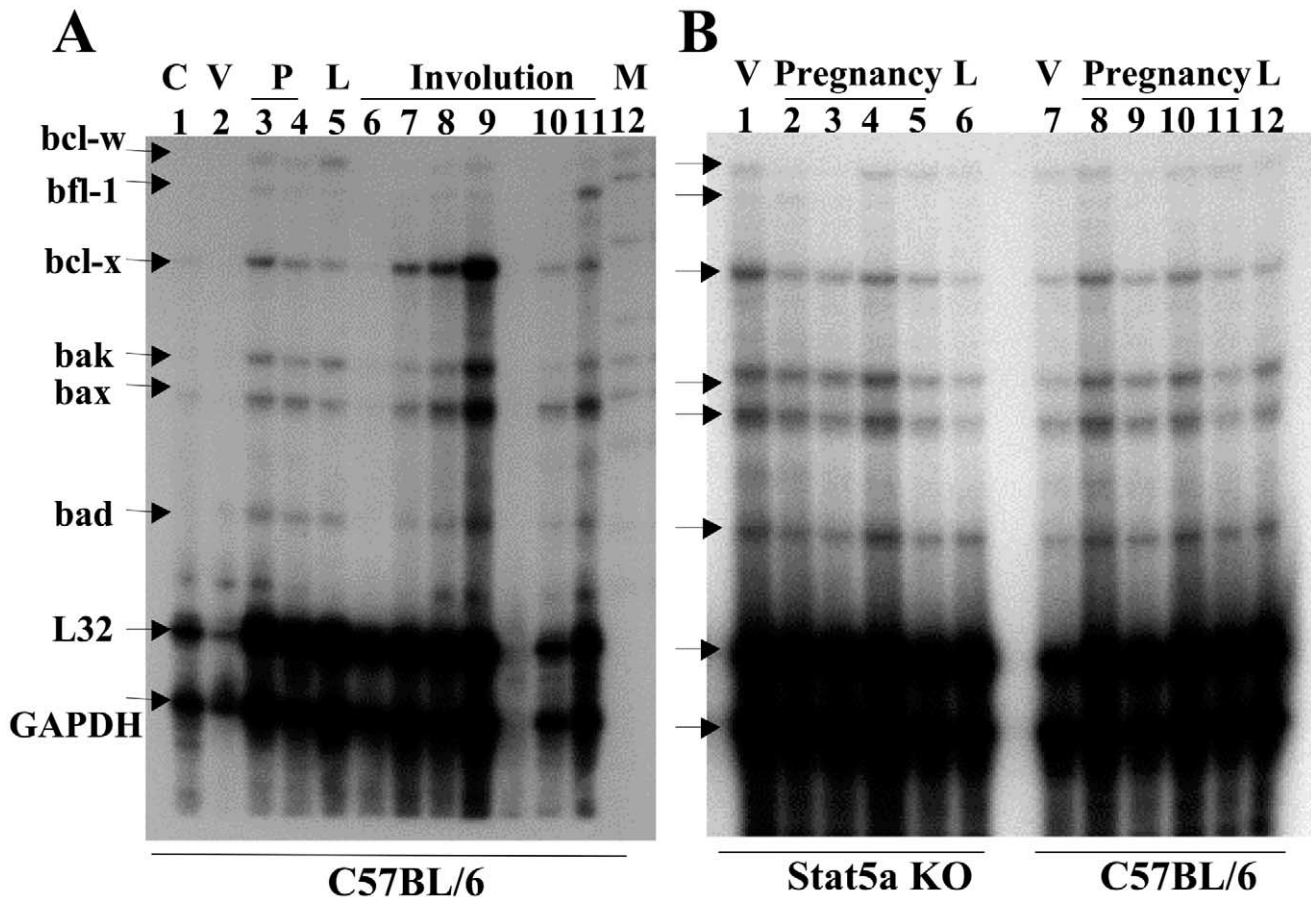 A
C V P L Involution M
1 2 3 4 5 6 7 8 9 10 11 12
bcl-w
bfl-1
bcl-x
bak
bax
bad
L32
GAPDH
C57BL/6
B
V Pregnancy L V Pregnancy L
1 2 3 4 5 6 7 8 9 10 11 12
Stat5a KO C57BL/6